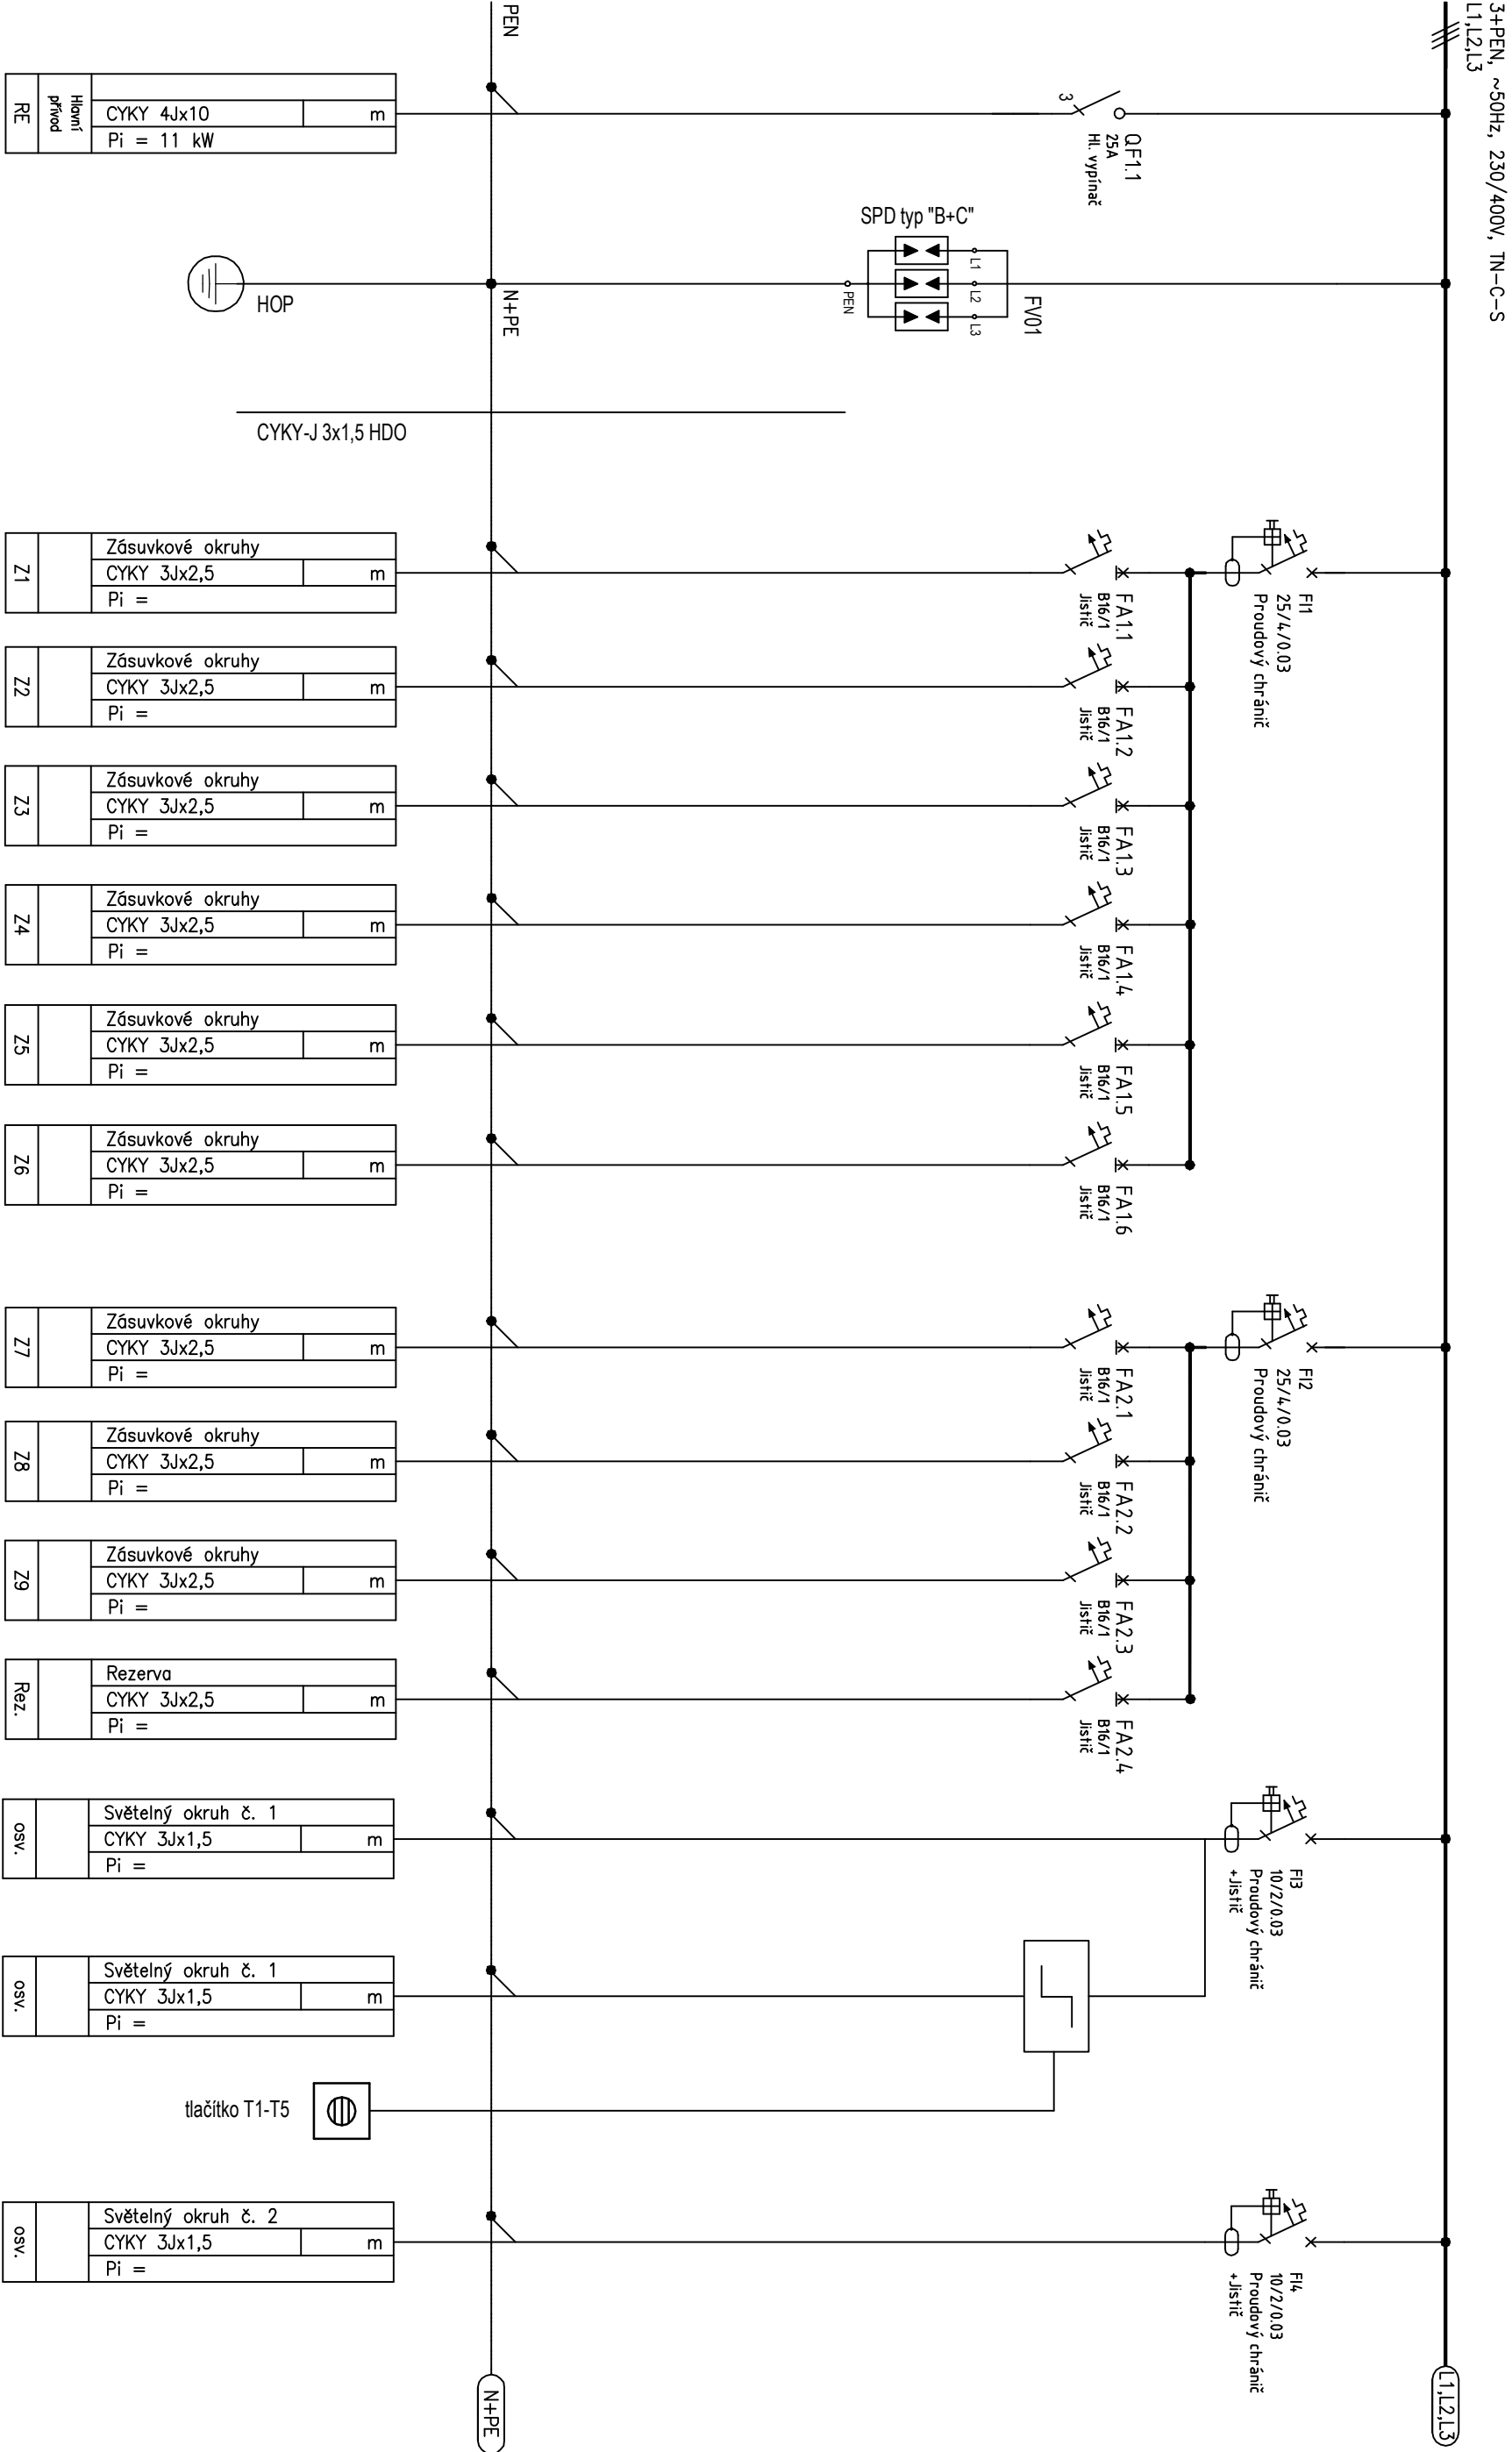 3+PEN, ~50Hz, 230/400V, TN-C-S
L1,L2,L3
PEN
RE
Hlavní
přívod
CYKY 4Jx10 m
Pi = 11 kW
3
QF1.1
25A
Hl. vypínač
SPD typ "B+C"
L1
L2
L3
PEN
FV01
HOP
N+PE
CYKY-J 3x1,5 HDO
FI1
25/4/0.03
Proudový chránič
Z1
Zásuvkové okruhy
CYKY 3Jx2,5 m
Pi =
FA1.1
B16/1
Jistič
Z2
Zásuvkové okruhy
CYKY 3Jx2,5 m
Pi =
FA1.2
B16/1
Jistič
Z3
Zásuvkové okruhy
CYKY 3Jx2,5 m
Pi =
FA1.3
B16/1
Jistič
Z4
Zásuvkové okruhy
CYKY 3Jx2,5 m
Pi =
FA1.4
B16/1
Jistič
Z5
Zásuvkové okruhy
CYKY 3Jx2,5 m
Pi =
FA1.5
B16/1
Jistič
Z6
Zásuvkové okruhy
CYKY 3Jx2,5 m
Pi =
FA1.6
B16/1
Jistič
FI2
25/4/0.03
Proudový chránič
Z7
Zásuvkové okruhy
CYKY 3Jx2,5 m
Pi =
FA2.1
B16/1
Jistič
Z8
Zásuvkové okruhy
CYKY 3Jx2,5 m
Pi =
FA2.2
B16/1
Jistič
Z9
Zásuvkové okruhy
CYKY 3Jx2,5 m
Pi =
FA2.3
B16/1
Jistič
Rez.
Rezerva
CYKY 3Jx2,5 m
Pi =
FA2.4
B16/1
Jistič
osv.
Světelný okruh č. 1
CYKY 3Jx1,5 m
Pi =
FI3
10/2/0.03
Proudový chránič
+Jistič
osv.
Světelný okruh č. 1
CYKY 3Jx1,5 m
Pi =
tlačítko T1-T5
osv.
Světelný okruh č. 2
CYKY 3Jx1,5 m
Pi =
FI4
10/2/0.03
Proudový chránič
+Jistič
N+PE
L1,L2,L3